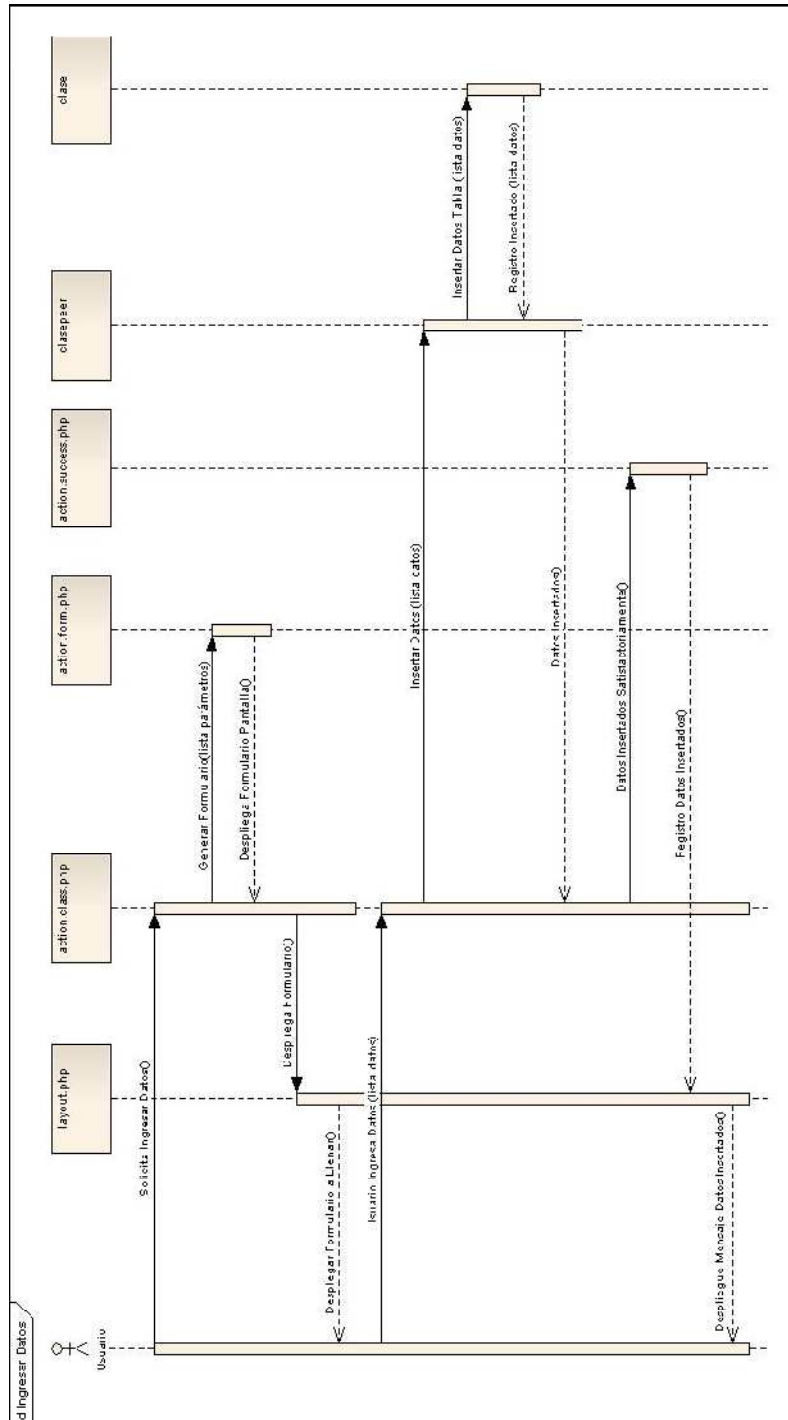 d Ingresar Datos
Usuario
layout.php
action.class.php
action.form.php
action.success.php
clasepeer
clase
Solicita Ingresar Datos()
Generar Formulario(lista parámetros)
Despliega Formulario Pantalla()
Despliega Formulario()
Desplegar Formulario a Llenar()
Usuario Ingresa Datos (lista datos)
Insertar Datos (lista datos)
Insertar Datos Tabla (lista datos)
Registro Insertado (lista datos)
Datos Insertados()
Datos Insertados Satisfactoriamente()
Registro Datos Insertados()
Despliegue Mensaje Datos Insertados()